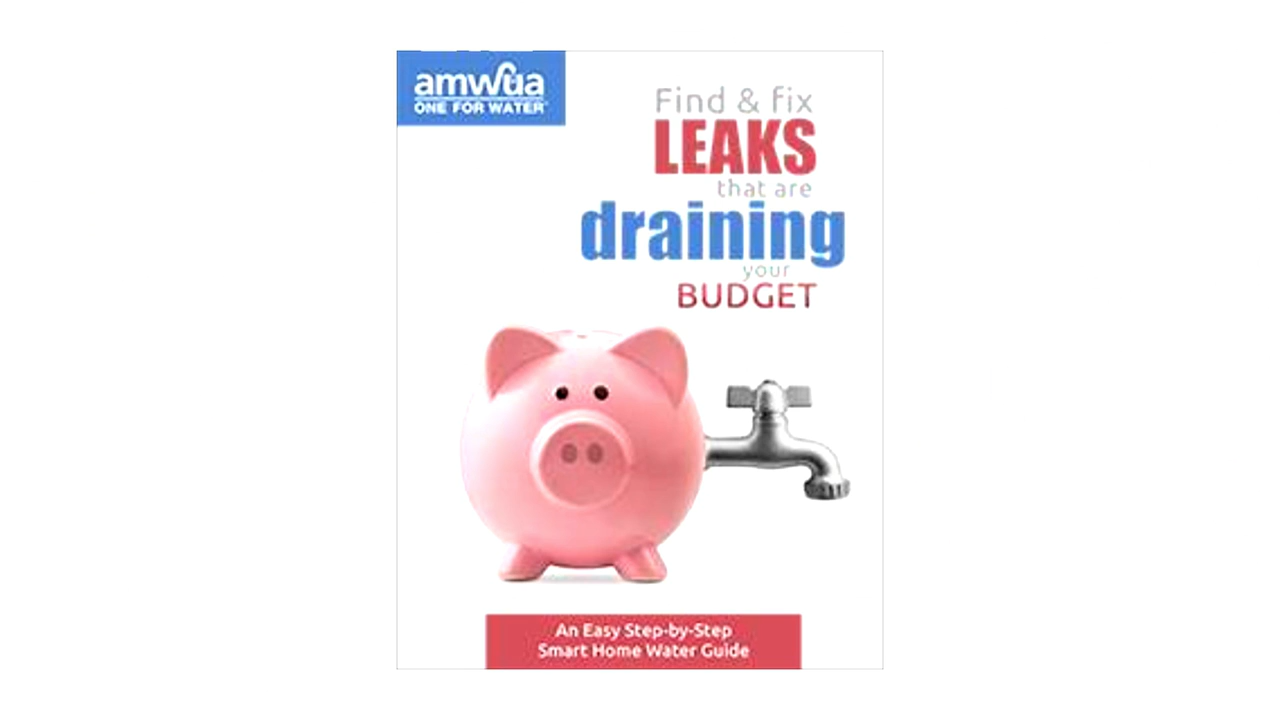 amwua
ONE FOR WATER
Find & fix
LEAKS
that are
draining
your
BUDGET
An Easy Step-by-Step
Smart Home Water Guide